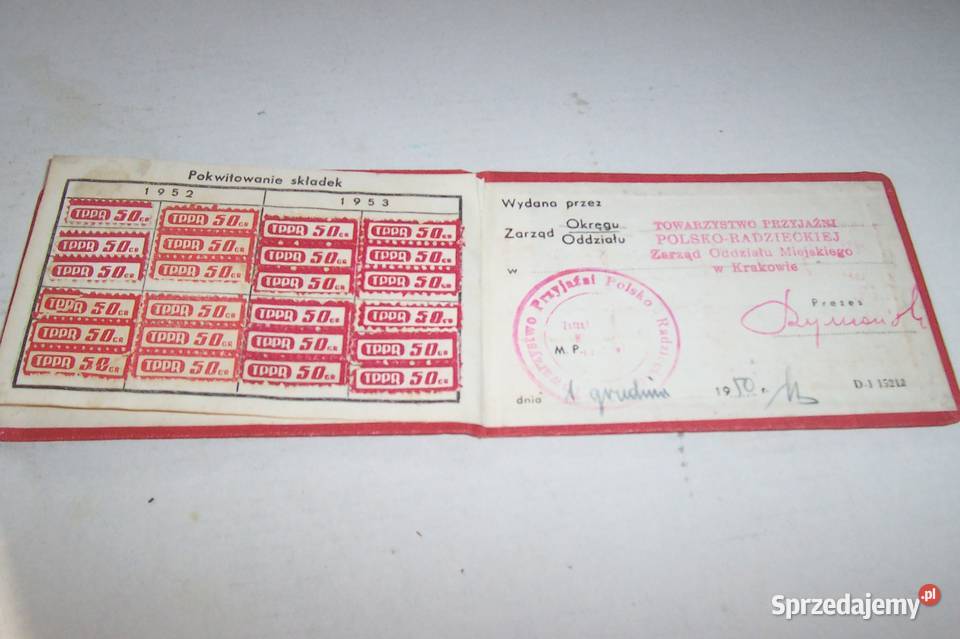 Pokwitowanie składek
1952 1953
TPPR 50 GR TPPR 50 GR TPPR 50 GR TPPR 50 GR
TPPR 50 GR TPPR 50 GR TPPR 50 GR TPPR 50 GR
TPPR 50 GR TPPR 50 GR TPPR 50 GR TPPR 50 GR
TPPR 50 GR TPPR 50 GR TPPR 50 GR TPPR 50 GR
TPPR 50 GR TPPR 50 GR TPPR 50 GR TPPR 50 GR
TPPR 50 GR TPPR 50 GR TPPR 50 GR TPPR 50 GR
Wydana przez
Zarząd Okręgu
Oddziału
TOWARZYSTWO PRZYJAŹNI
POLSKO-RADZIECKIEJ
Zarząd Oddziału Miejskiego
w Krakowie
w
Przyjaźni Polsko
Prezes
M. P.
dnia 1 grudnia 1950 r.
D-1 15212
Sprzedajemy.pl